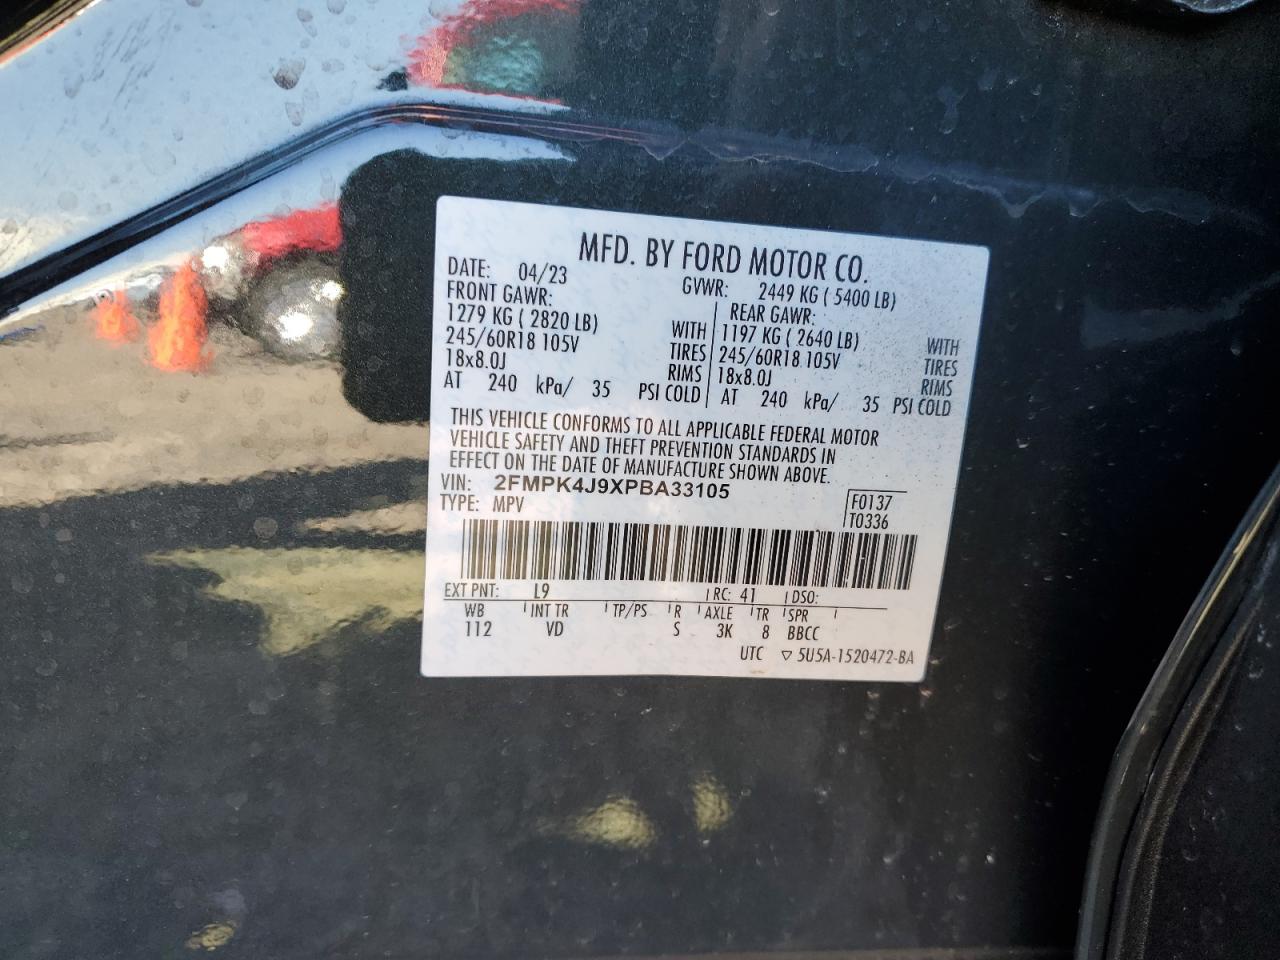 MFD. BY FORD MOTOR CO.
DATE: 04/23 GVWR: 2449 KG ( 5400 LB)
FRONT GAWR: REAR GAWR:
1279 KG ( 2820 LB) WITH 1197 KG ( 2640 LB) WITH
245/60R18 105V TIRES 245/60R18 105V TIRES
18x8.0J RIMS 18x8.0J RIMS
AT 240 kPa/ 35 PSI COLD AT 240 kPa/ 35 PSI COLD
THIS VEHICLE CONFORMS TO ALL APPLICABLE FEDERAL MOTOR
VEHICLE SAFETY AND THEFT PREVENTION STANDARDS IN
EFFECT ON THE DATE OF MANUFACTURE SHOWN ABOVE.
VIN: 2FMPK4J9XPBA33105
TYPE: MPV
F0137
T0336
EXT PNT: L9 RC: 41 DSO:
WB INT TR TP/PS R AXLE TR SPR
112 VD S 3K 8 BBCC
UTC ▽ 5U5A-1520472-BA